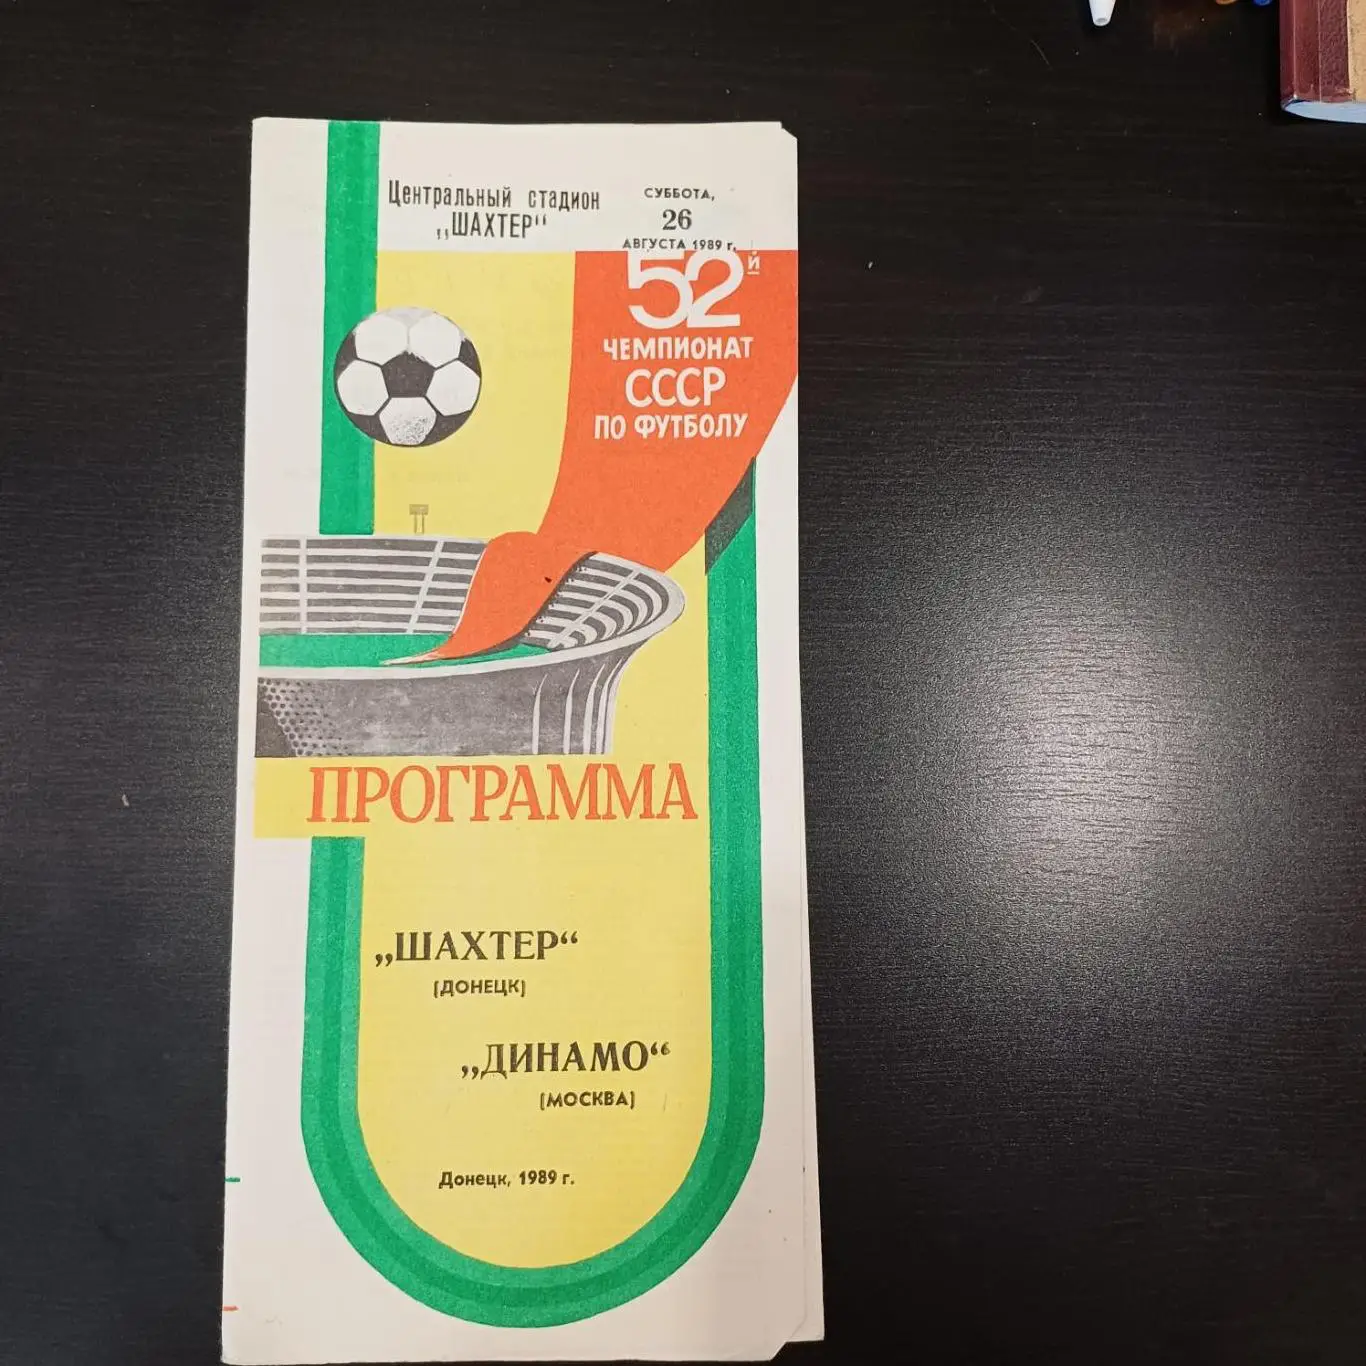 Центральный стадион
„ШАХТЕР“
СУББОТА,
26
АВГУСТА 1989 г.
52й
ЧЕМПИОНАТ
СССР
ПО ФУТБОЛУ
ПРОГРАММА
„ШАХТЕР“
(ДОНЕЦК)
„ДИНАМО“
(МОСКВА)
Донецк, 1989 г.